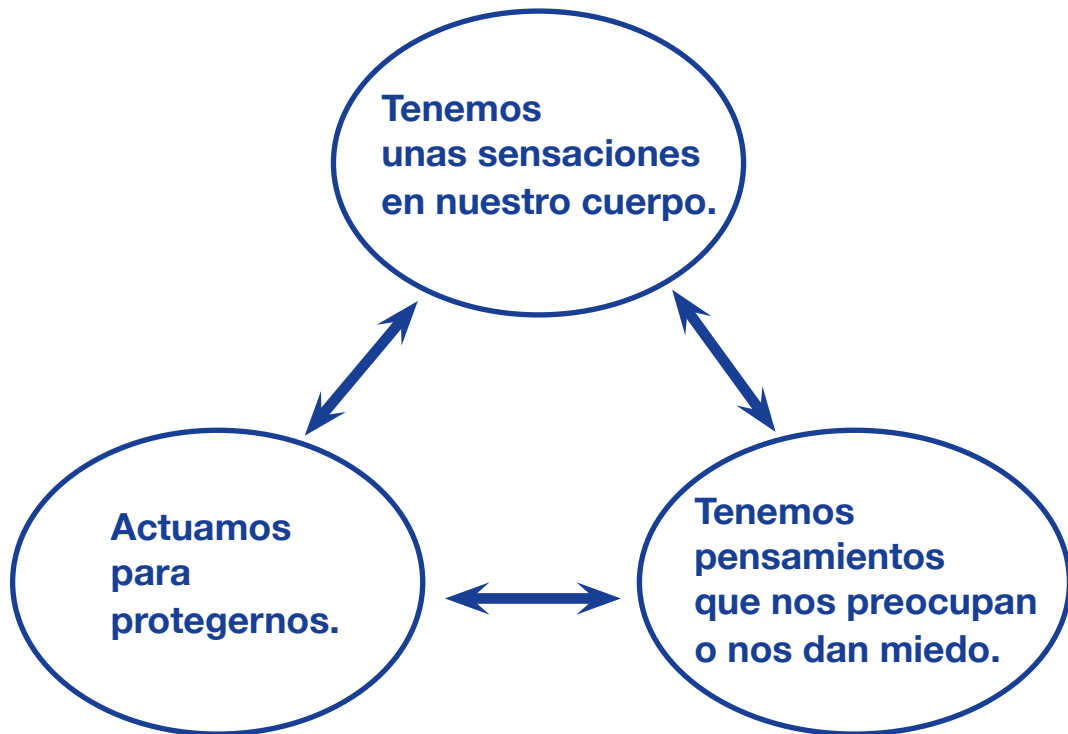 Tenemos
unas sensaciones
en nuestro cuerpo.
Actuamos
para
protegernos.
Tenemos
pensamientos
que nos preocupan
o nos dan miedo.